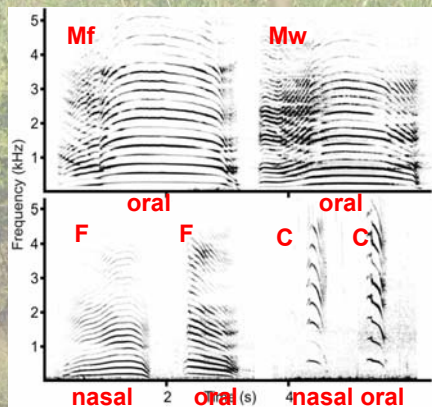 5
Mf
Mw
4
3
2
1
oral
oral
Frequency (kHz)
5
F
F
C
C
4
3
2
1
2
Time (s)
4
nasal
oral
nasal oral